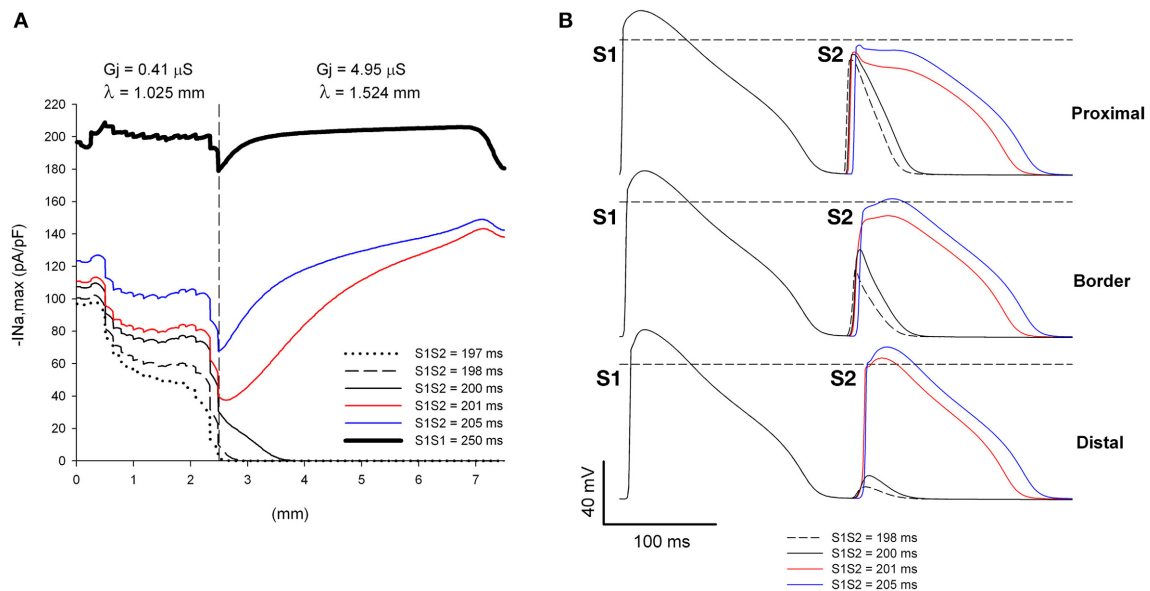 A
Gj = 0.41 μS
λ = 1.025 mm
Gj = 4.95 μS
λ = 1.524 mm
-INa,max (pA/pF)
220
200
180
160
140
120
100
80
60
40
20
0
S1S2 = 197 ms
S1S2 = 198 ms
S1S2 = 200 ms
S1S2 = 201 ms
S1S2 = 205 ms
S1S1 = 250 ms
0 1 2 3 4 5 6 7
(mm)
B
S1 S2
Proximal
S1 S2
Border
S1 S2
Distal
40 mV
100 ms
S1S2 = 198 ms
S1S2 = 200 ms
S1S2 = 201 ms
S1S2 = 205 ms